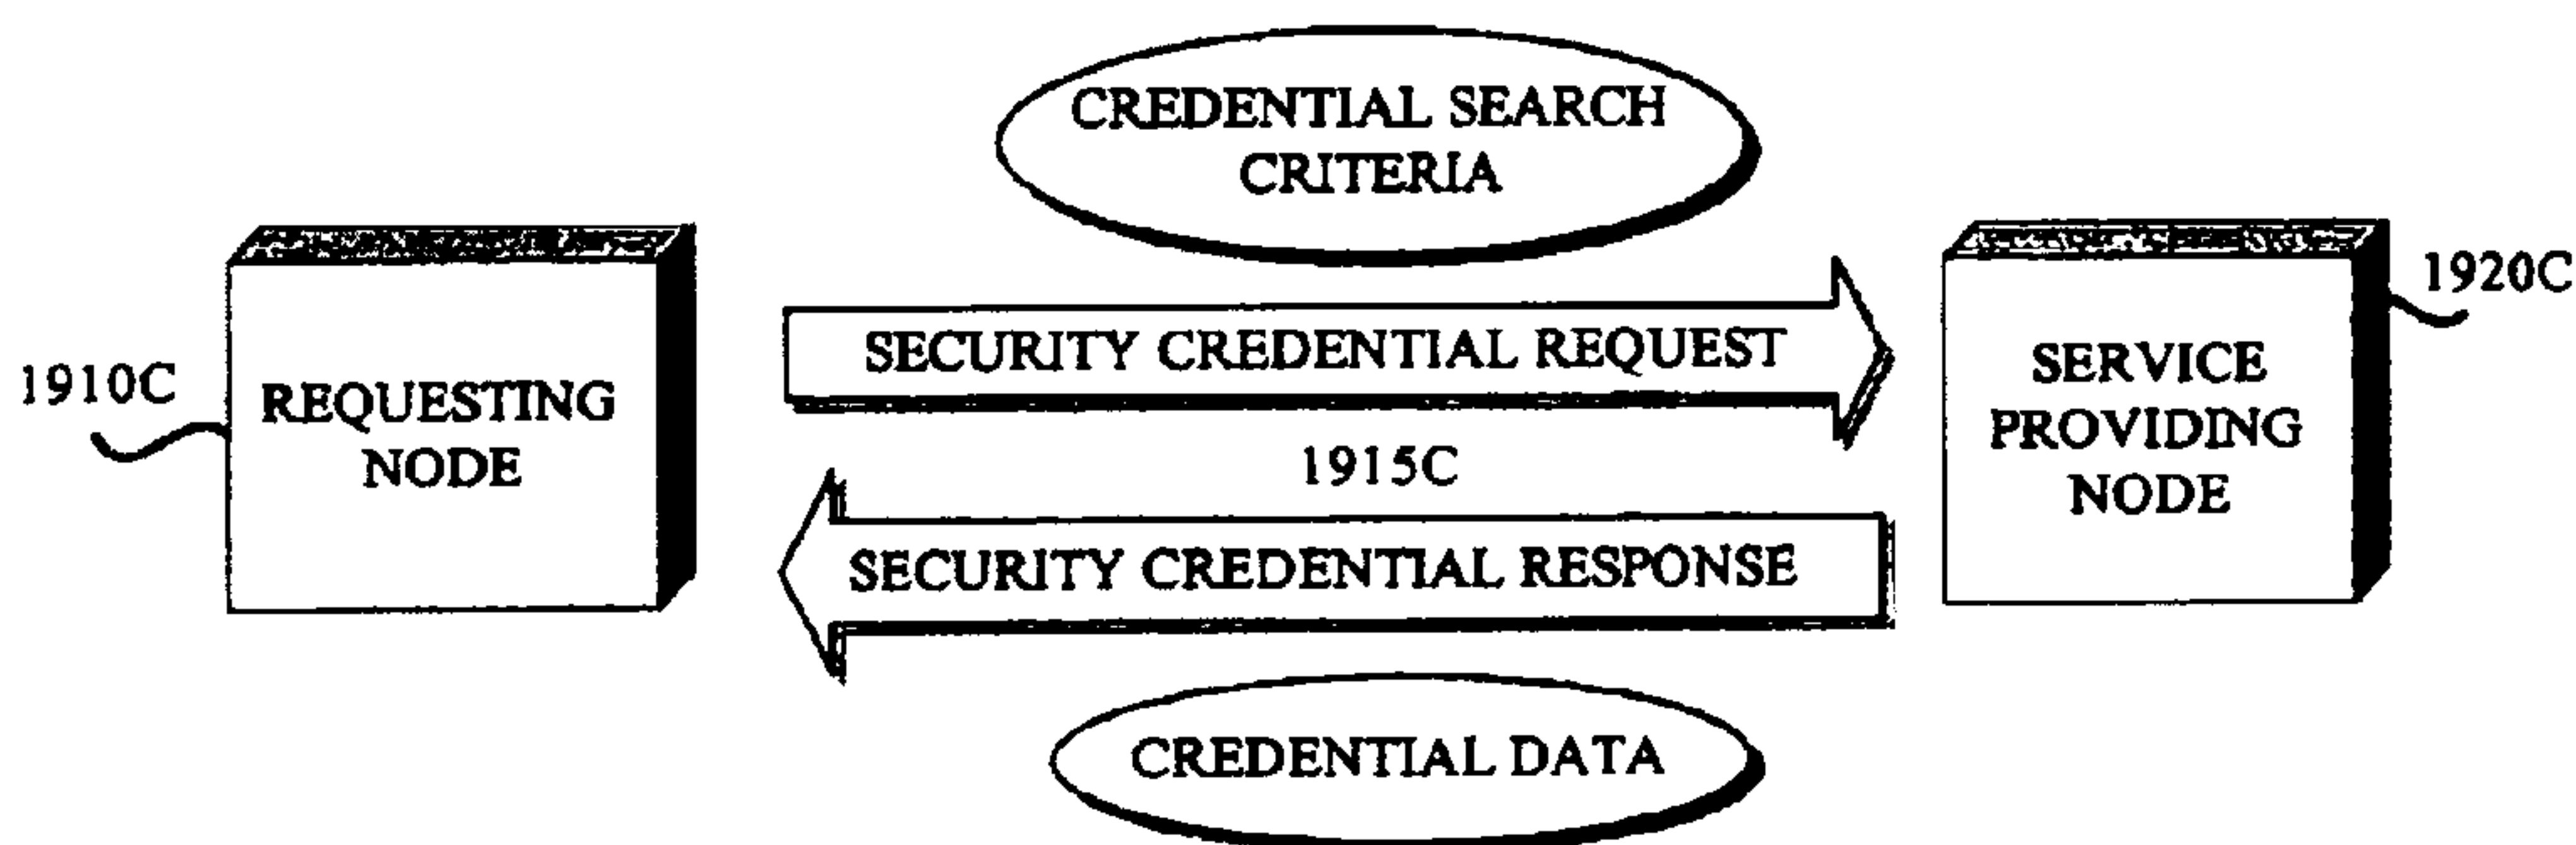 CREDENTIAL SEARCH
CRITERIA
1920C
SECURITY CREDENTIAL REQUEST
SERVICE
PROVIDING
NODE
1910C
REQUESTING
NODE
1915C
SECURITY CREDENTIAL RESPONSE
CREDENTIAL DATA